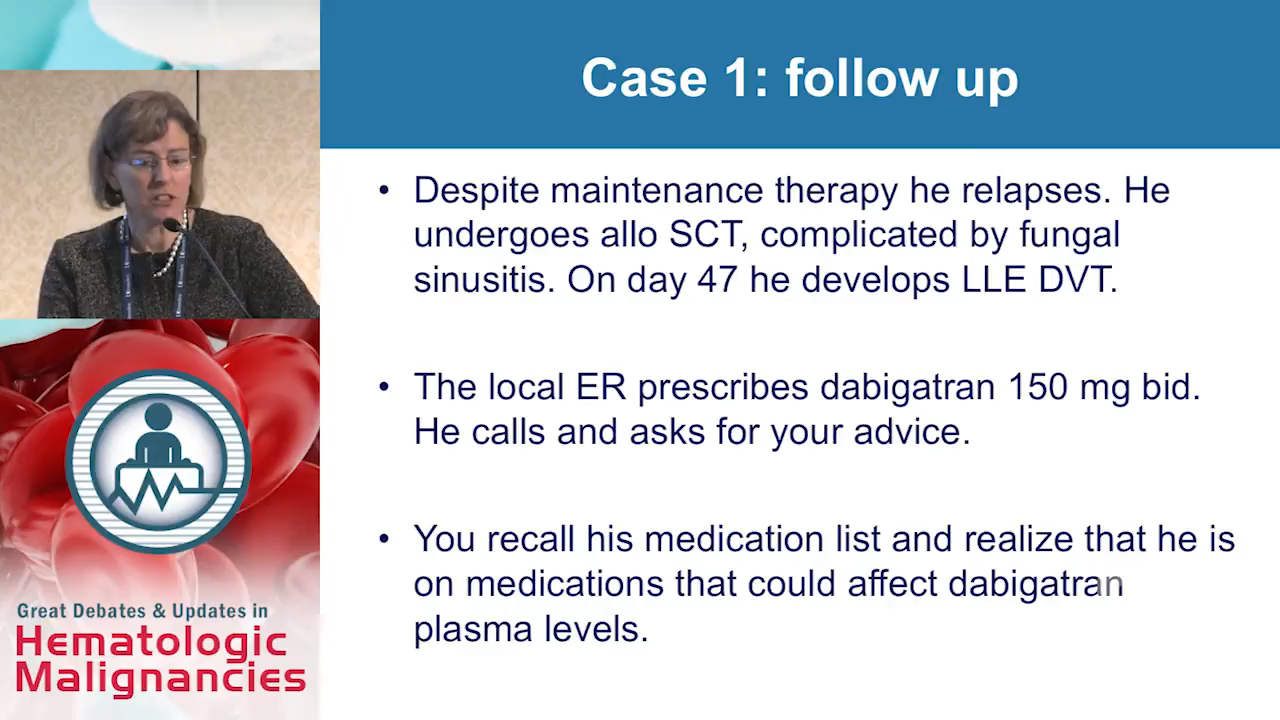 Case 1: follow up
• Despite maintenance therapy he relapses. He
undergoes allo SCT, complicated by fungal
sinusitis. On day 47 he develops LLE DVT.
• The local ER prescribes dabigatran 150 mg bid.
He calls and asks for your advice.
• You recall his medication list and realize that he is
on medications that could affect dabigatran
plasma levels.
Great Debates & Updates in
Hematologic
Malignancies